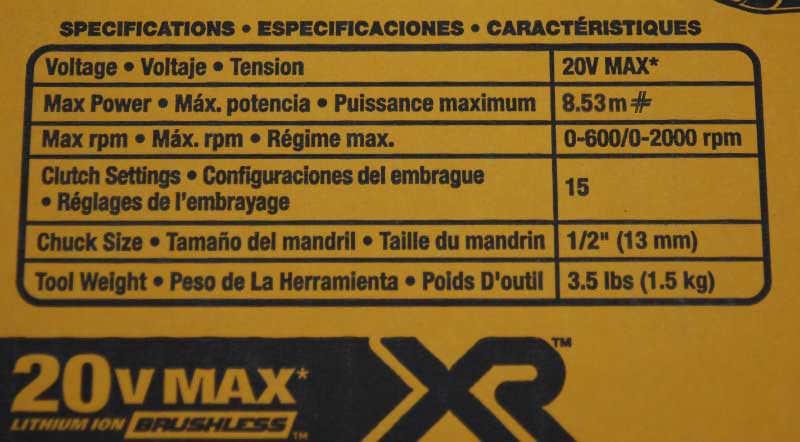 SPECIFICATIONS • ESPECIFICACIONES • CARACTÉRISTIQUES
Voltage • Voltaje • Tension 20V MAX*
Max Power • Máx. potencia • Puissance maximum 8.53m#
Max rpm • Máx. rpm • Régime max. 0-600/0-2000 rpm
Clutch Settings • Configuraciones del embrague
• Réglages de l'embrayage 15
Chuck Size • Tamaño del mandril • Taille du mandrin 1/2" (13 mm)
Tool Weight • Peso de La Herramienta • Poids D'outil 3.5 lbs (1.5 kg)
20V MAX* XR™
LITHIUM ION BRUSHLESS™